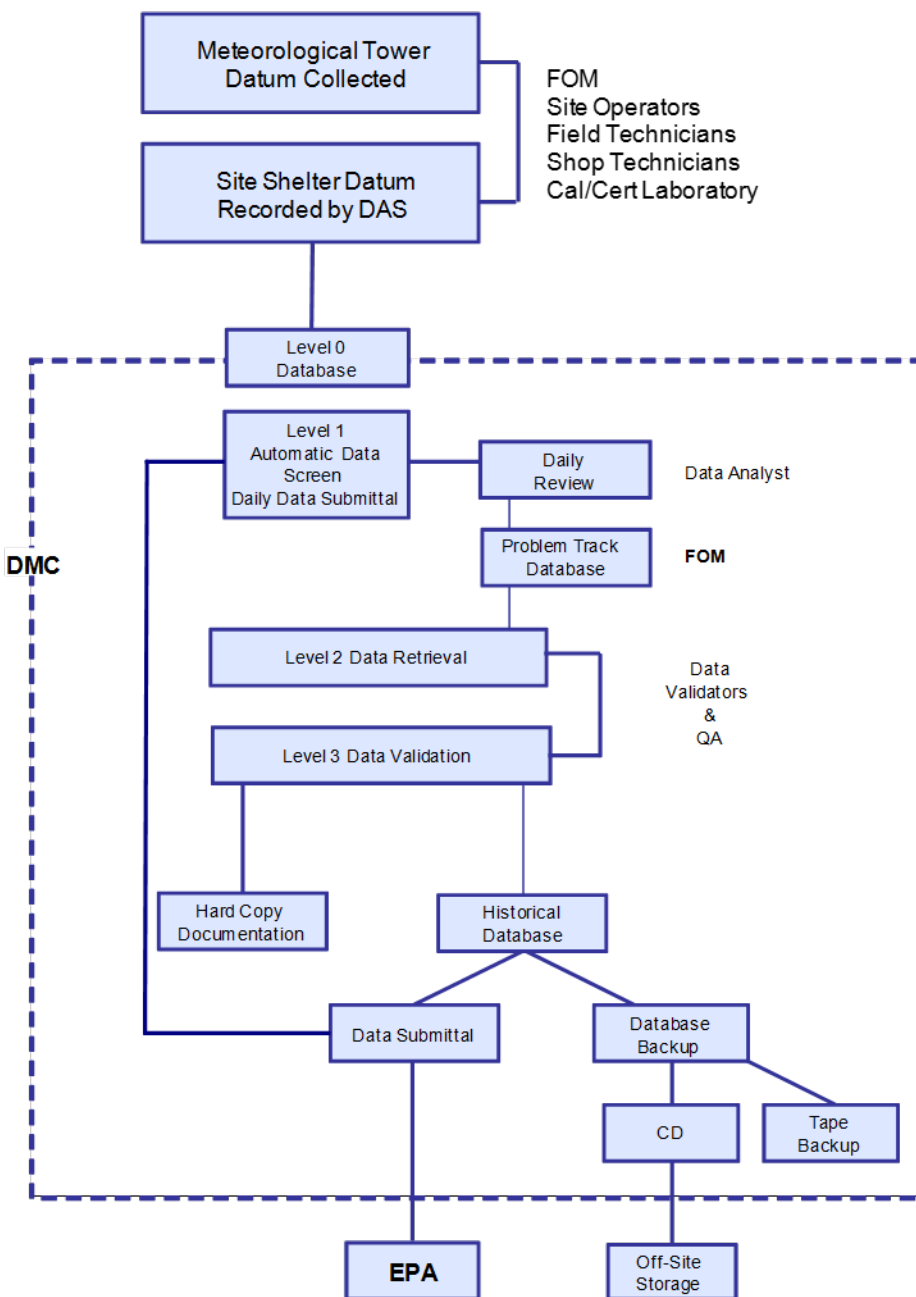 Meteorological Tower
Datum Collected
FOM
Site Operators
Field Technicians
Shop Technicians
Cal/Cert Laboratory
Site Shelter Datum
Recorded by DAS
Level 0
Database
Level 1
Automatic Data
Screen
Daily Data Submittal
Daily
Review
Data Analyst
Problem Track
Database
FOM
DMC
Level 2 Data Retrieval
Data
Validators
&
QA
Level 3 Data Validation
Hard Copy
Documentation
Historical
Database
Data Submittal
Database
Backup
CD
Tape
Backup
EPA
Off-Site
Storage